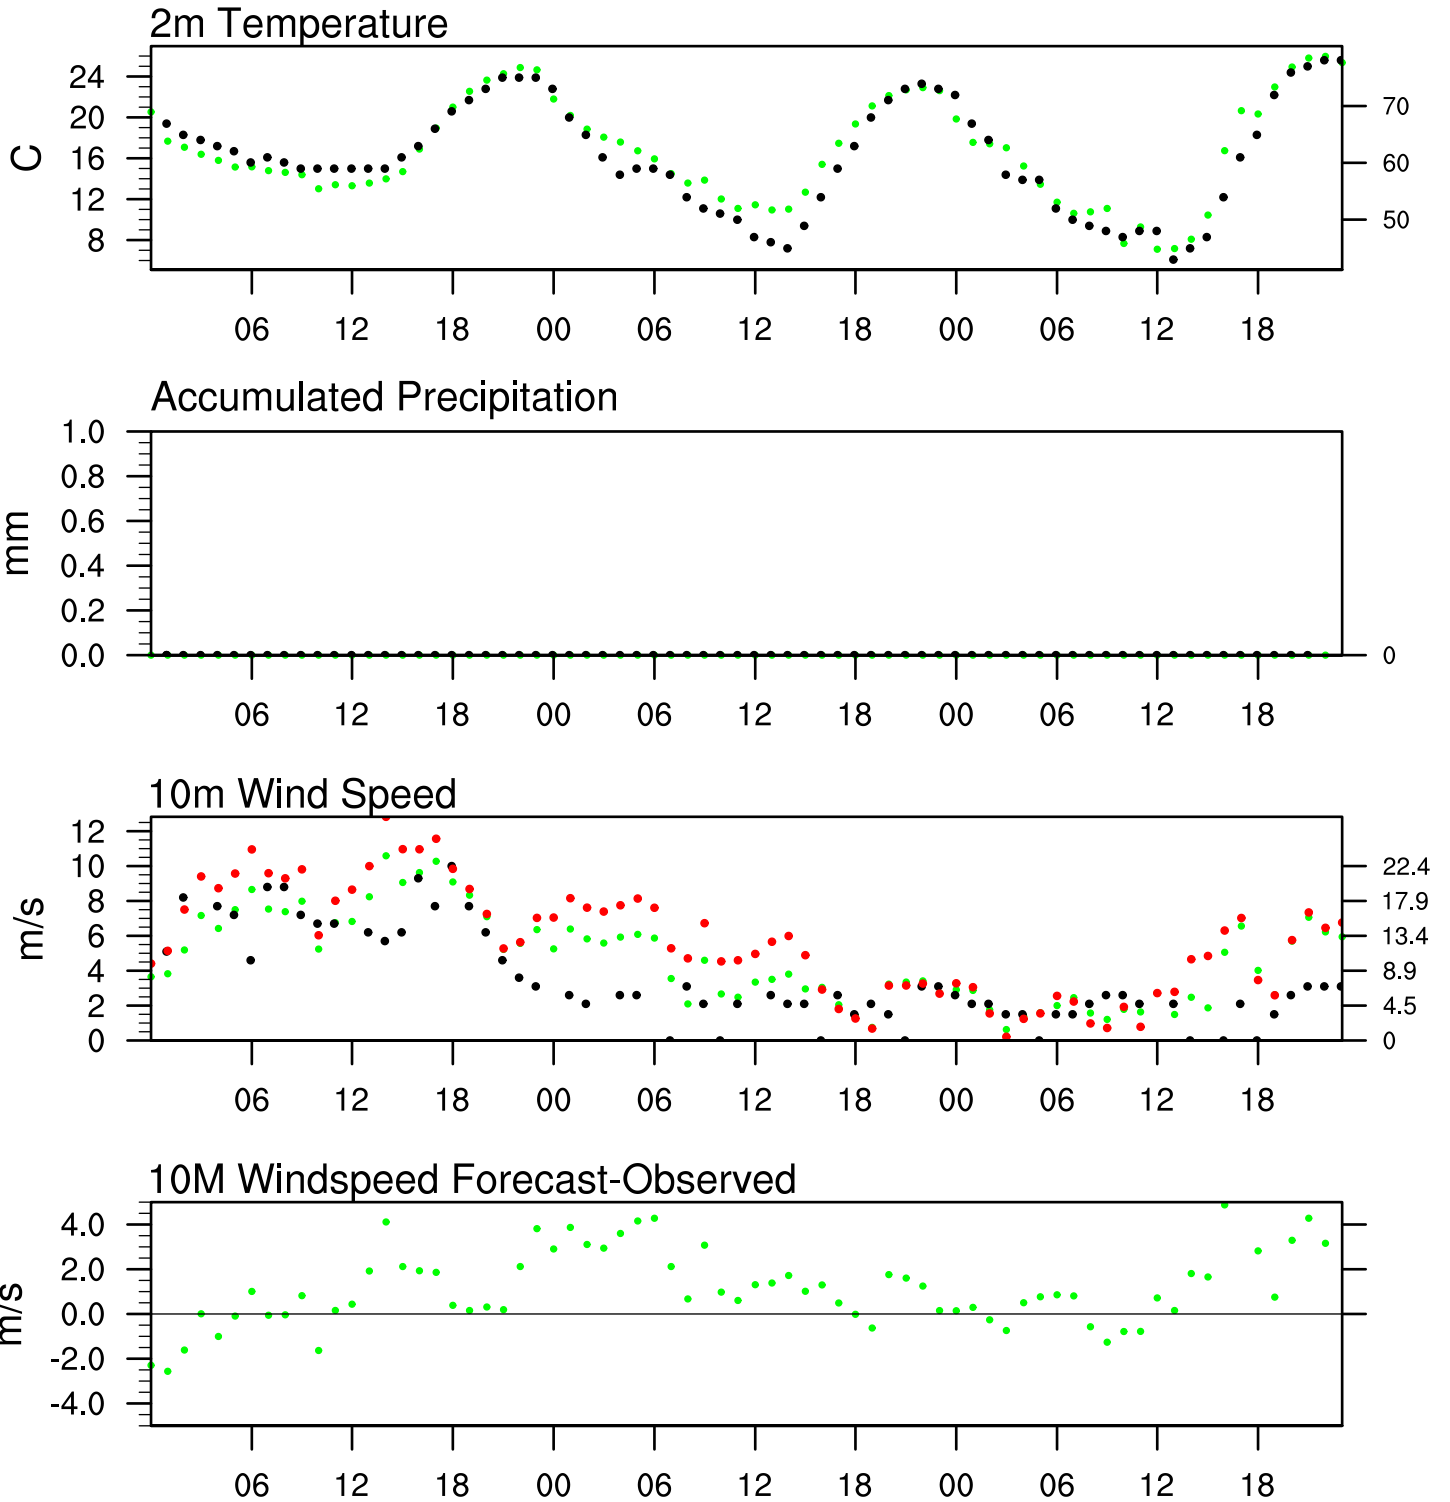 2m Temperature
24
20
16
12
8
C
70
60
50
06 12 18 00 06 12 18 00 06 12 18
Accumulated Precipitation
1.0
0.8
0.6
0.4
0.2
0.0
mm
0
06 12 18 00 06 12 18 00 06 12 18
10m Wind Speed
12
10
8
6
4
2
0
m/s
22.4
17.9
13.4
8.9
4.5
0
06 12 18 00 06 12 18 00 06 12 18
10M Windspeed Forecast-Observed
4.0
2.0
0.0
-2.0
-4.0
m/s
06 12 18 00 06 12 18 00 06 12 18